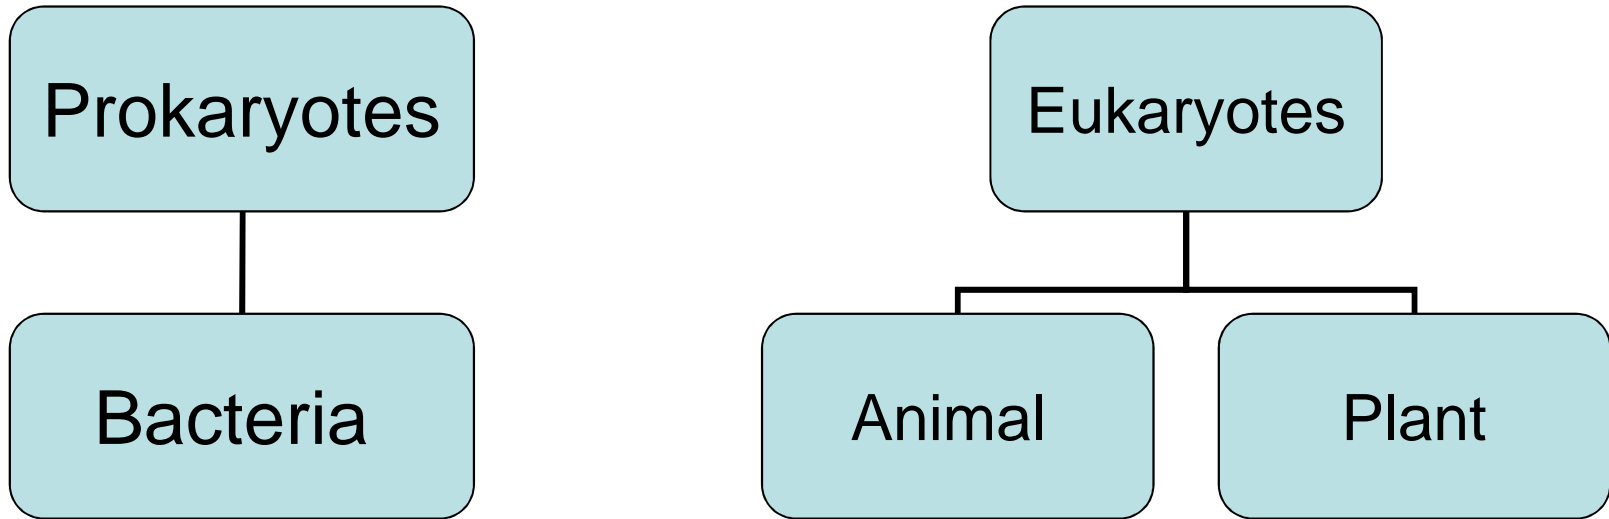 Prokaryotes
Eukaryotes
Bacteria
Animal
Plant